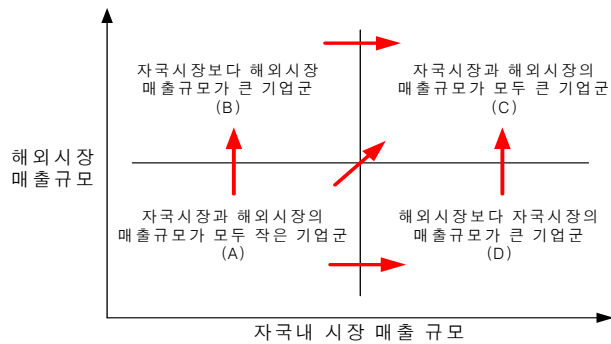 자국시장보다 해외시장
매출규모가 큰 기업군
(B)
자국시장과 해외시장의
매출규모가 모두 큰 기업군
(C)
해외시장
매출규모
자국시장과 해외시장의
매출규모가 모두 작은 기업군
(A)
해외시장보다 자국시장의
매출규모가 큰 기업군
(D)
자국내 시장 매출 규모